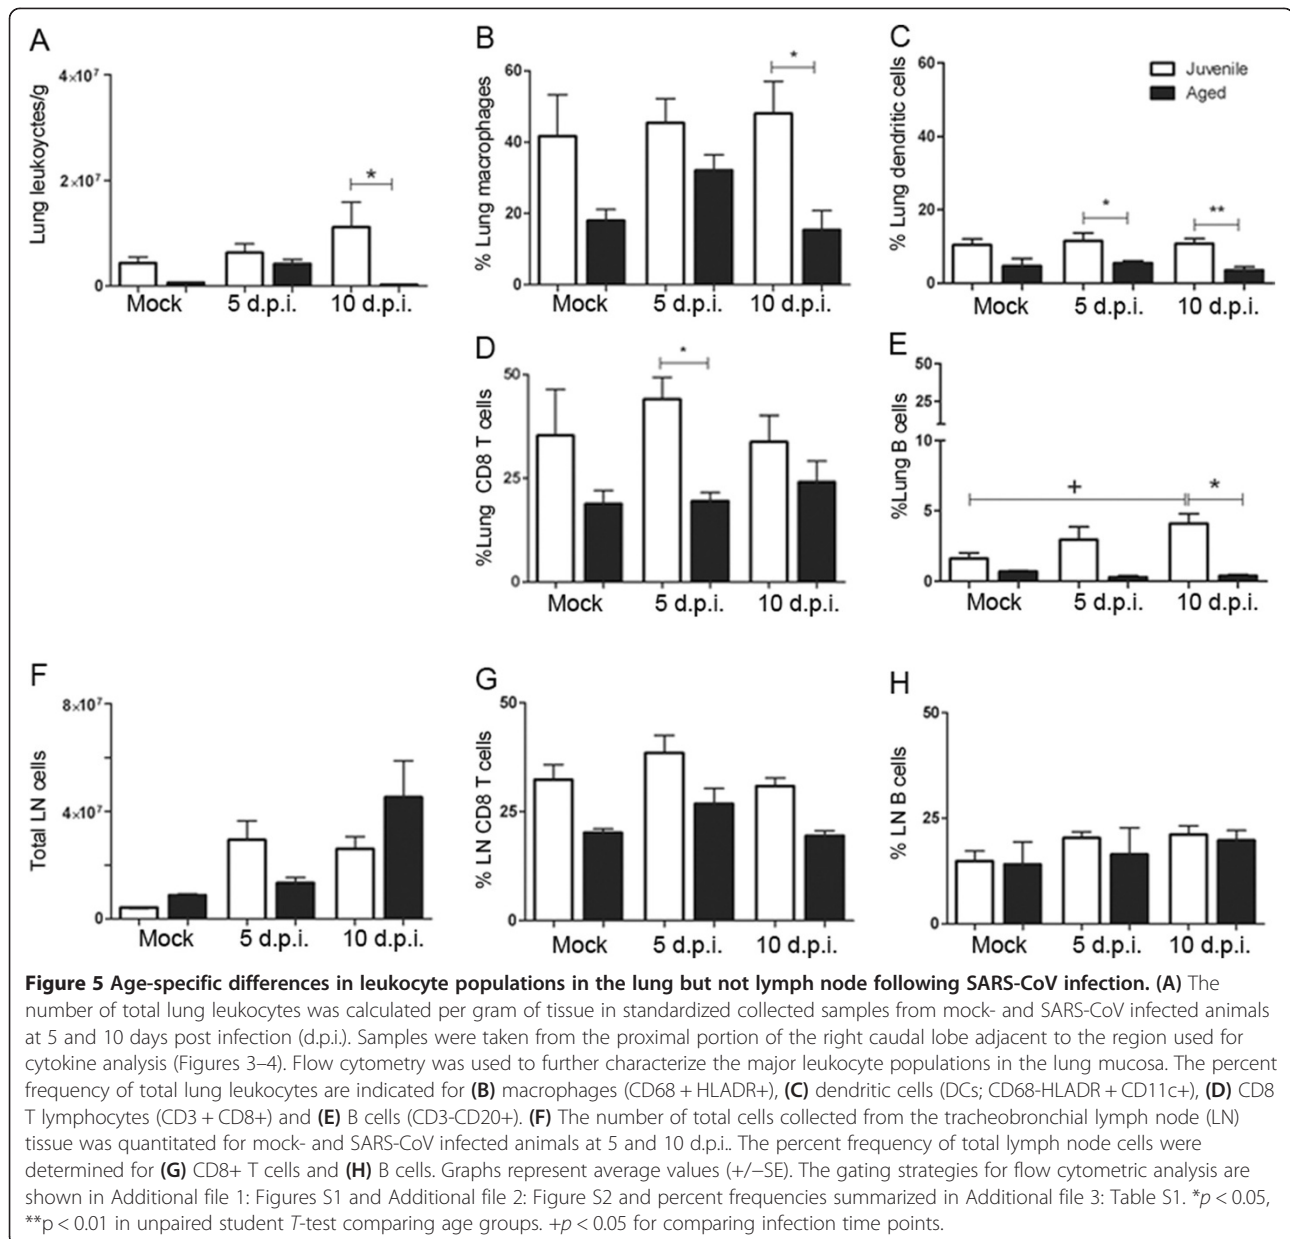 A
Lung leukoyctes/g
4×10⁷
2×10⁷
0
*
Mock 5 d.p.i. 10 d.p.i.
B
% Lung macrophages
60
40
20
0
*
Mock 5 d.p.i. 10 d.p.i.
C
% Lung dendritic cells
60
40
20
0
Juvenile
Aged
*
**
Mock 5 d.p.i. 10 d.p.i.
D
%Lung CD8 T cells
50
25
0
*
Mock 5 d.p.i. 10 d.p.i.
E
%Lung B cells
50
25
10
5
0
+
*
Mock 5 d.p.i. 10 d.p.i.
F
Total LN cells
8×10⁷
4×10⁷
0
Mock 5 d.p.i. 10 d.p.i.
G
% LN CD8 T cells
50
25
0
Mock 5 d.p.i. 10 d.p.i.
H
% LN B cells
50
25
0
Mock 5 d.p.i. 10 d.p.i.
Figure 5 Age-specific differences in leukocyte populations in the lung but not lymph node following SARS-CoV infection. (A) The
number of total lung leukocytes was calculated per gram of tissue in standardized collected samples from mock- and SARS-CoV infected animals
at 5 and 10 days post infection (d.p.i.). Samples were taken from the proximal portion of the right caudal lobe adjacent to the region used for
cytokine analysis (Figures 3–4). Flow cytometry was used to further characterize the major leukocyte populations in the lung mucosa. The percent
frequency of total lung leukocytes are indicated for (B) macrophages (CD68 + HLADR+), (C) dendritic cells (DCs; CD68-HLADR + CD11c+), (D) CD8
T lymphocytes (CD3 + CD8+) and (E) B cells (CD3-CD20+). (F) The number of total cells collected from the tracheobronchial lymph node (LN)
tissue was quantitated for mock- and SARS-CoV infected animals at 5 and 10 d.p.i.. The percent frequency of total lymph node cells were
determined for (G) CD8+ T cells and (H) B cells. Graphs represent average values (+/−SE). The gating strategies for flow cytometric analysis are
shown in Additional file 1: Figures S1 and Additional file 2: Figure S2 and percent frequencies summarized in Additional file 3: Table S1. *p < 0.05,
**p < 0.01 in unpaired student T-test comparing age groups. +p < 0.05 for comparing infection time points.